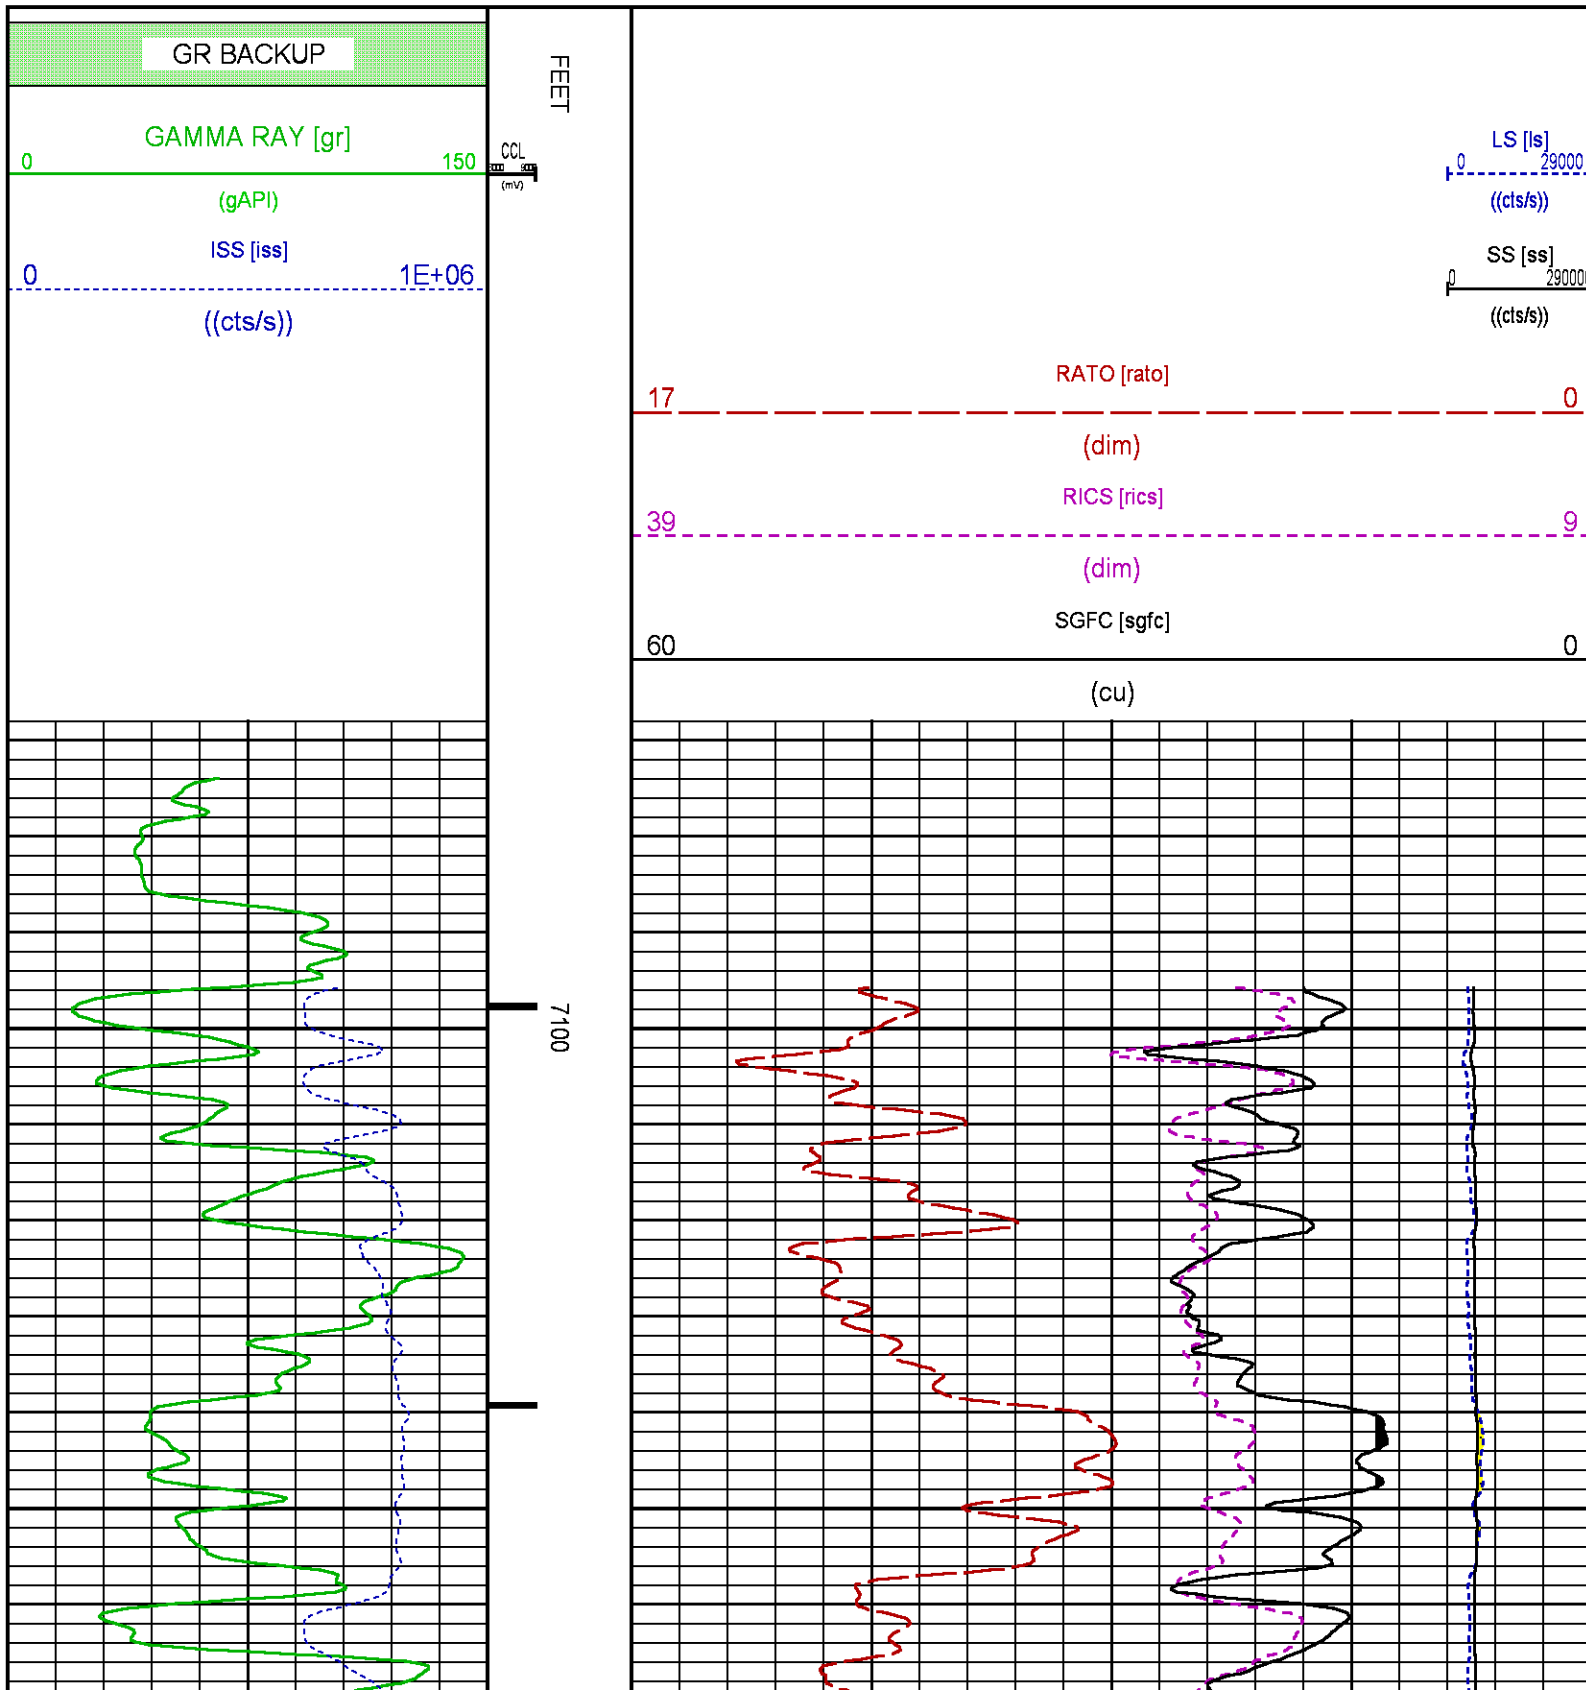 GR BACKUP
GAMMA RAY [gr]
0 150
(gAPI)
ISS [iss]
0 1E+06
((cts/s))
FEET
CCL
(mV)
LS [ls]
0 29000
((cts/s))
SS [ss]
0 290000
((cts/s))
RATO [rato]
17 0
(dim)
RICS [rics]
39 9
(dim)
SGFC [sgfc]
60 0
(cu)
7100